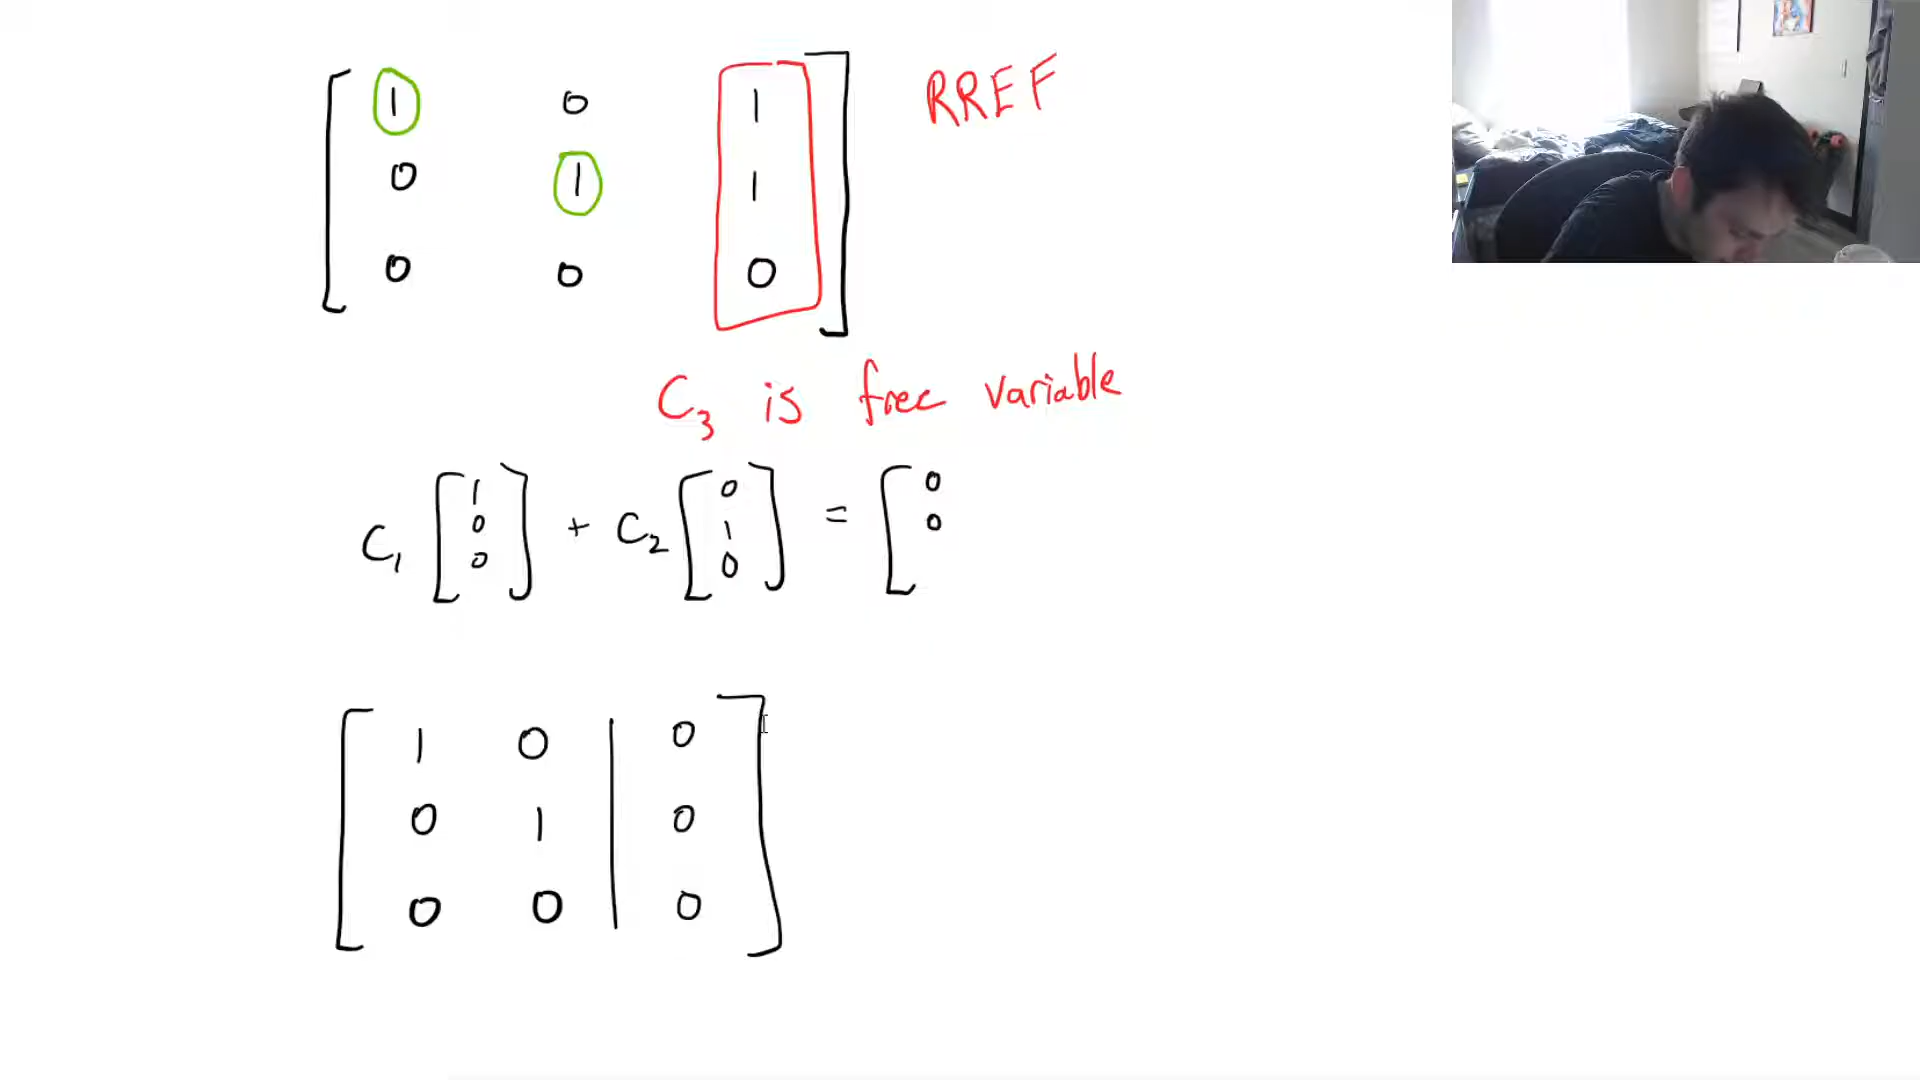 1 0 1 RREF
0 1 1
0 0 0
C3 is free variable
C1 [1 0 0] + C2 [0 1 0] = [0 0
1 0 | 0
0 1 | 0
0 0 | 0